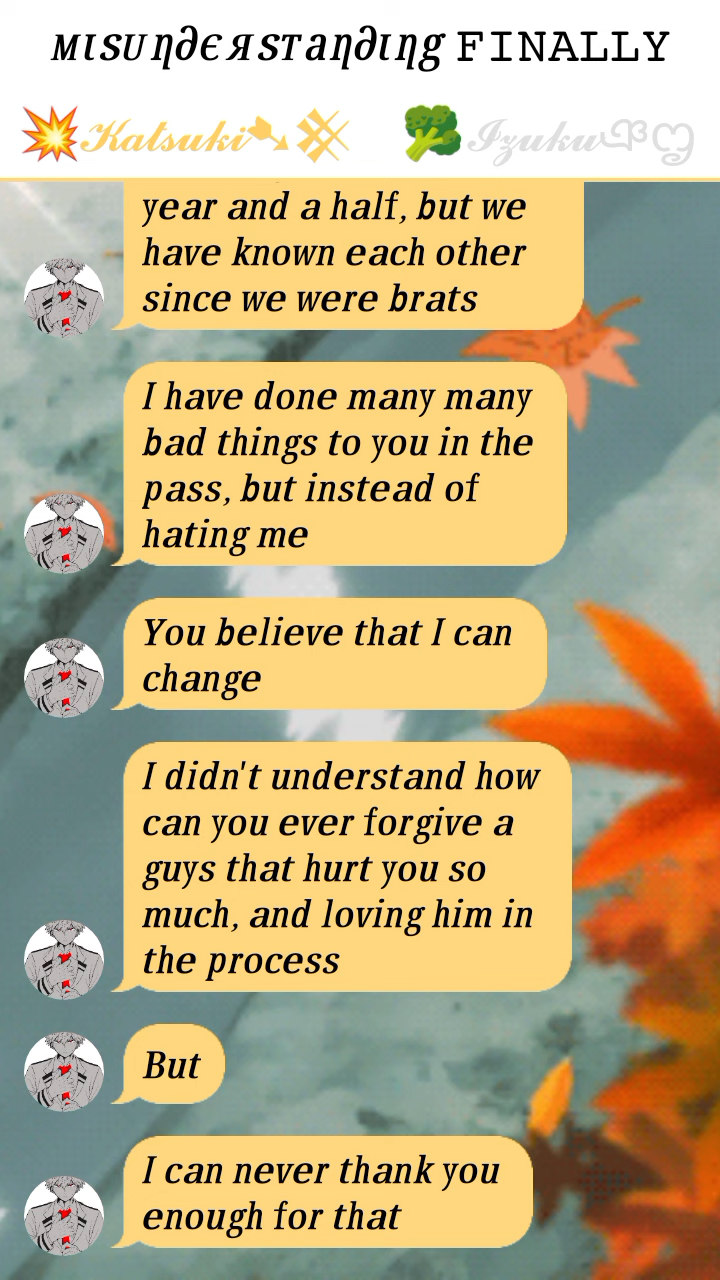 мιѕυη∂єяѕтαη∂ιηg FINALLY
💥Katsuki 🥦Izuku
year and a half, but we
have known each other
since we were brats
I have done many many
bad things to you in the
pass, but instead of
hating me
You believe that I can
change
I didn't understand how
can you ever forgive a
guys that hurt you so
much, and loving him in
the process
But
I can never thank you
enough for that